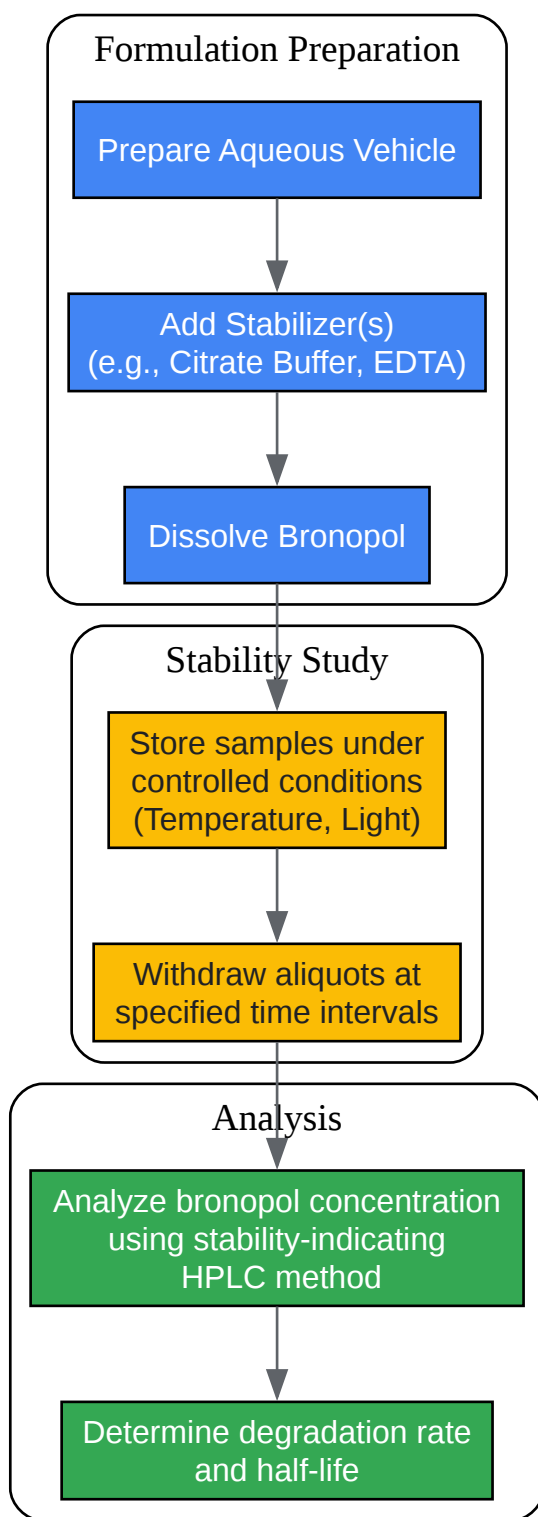 Formulation Preparation
Prepare Aqueous Vehicle
Add Stabilizer(s)
(e.g., Citrate Buffer, EDTA)
Dissolve Bronopol
Stability Study
Store samples under
controlled conditions
(Temperature, Light)
Withdraw aliquots at
specified time intervals
Analysis
Analyze bronopol concentration
using stability-indicating
HPLC method
Determine degradation rate
and half-life